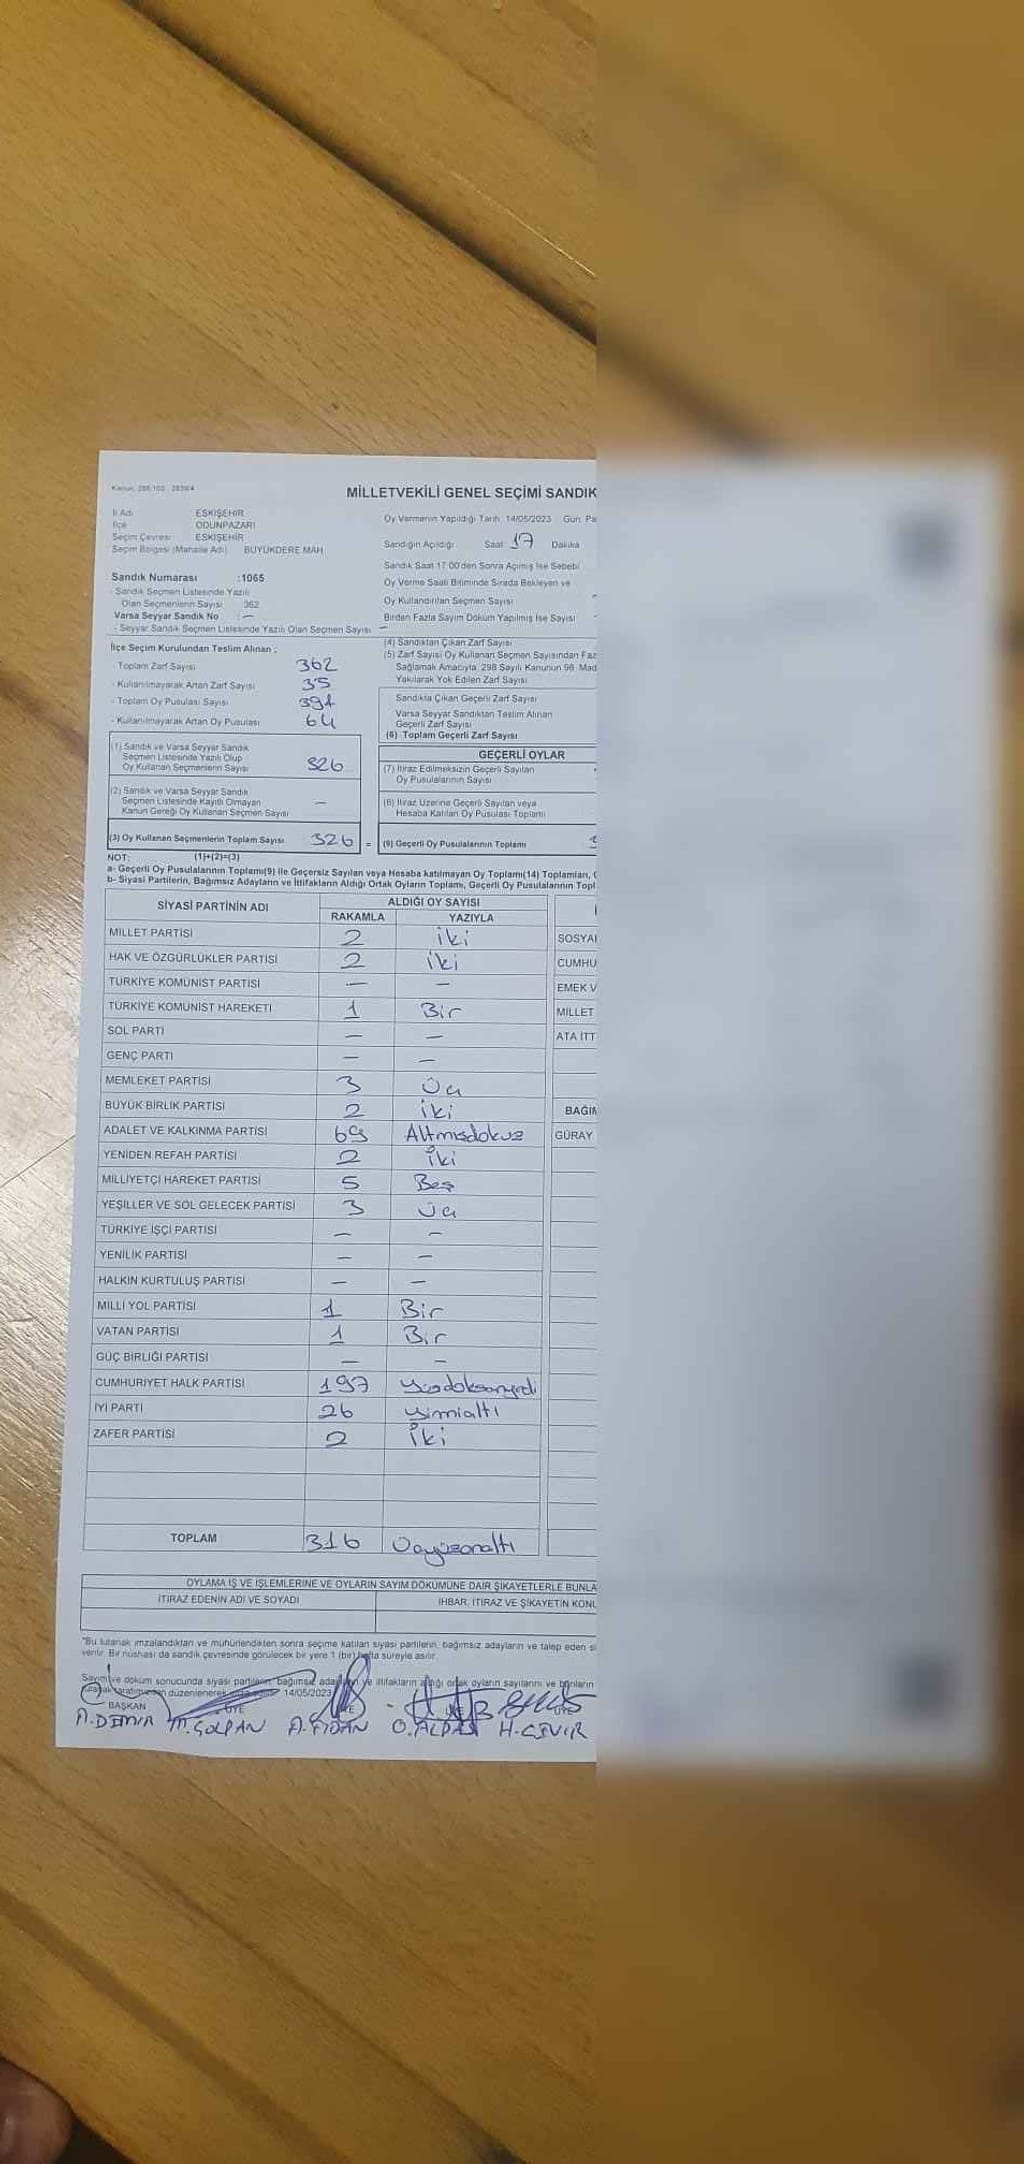 Kanun: 298/103 - 2839/4
MİLLETVEKİLİ GENEL SEÇİMİ SANDIK
İl Adı ESKİŞEHİR
İlçe ODUNPAZARI
Seçim Çevresi ESKİŞEHİR
Seçim Bölgesi (Mahalle Adı) BÜYÜKDERE MAH
Oy Vermenin Yapıldığı Tarih 14/05/2023 Gün: Pa
Sandığın Açıldığı Saat: 17 Dakika
Sandık Saat 17:00'den Sonra Açılmış İse Sebebi
Sandık Numarası :1065
- Sandık Seçmen Listesinde Yazılı
Olan Seçmenlerin Sayısı 362
Varsa Seyyar Sandık No : —
- Seyyar Sandık Seçmen Listesinde Yazılı Olan Seçmen Sayısı —
Oy Verme Saati Bitiminde Sırada Bekleyen ve
Oy Kullandırılan Seçmen Sayısı
Birden Fazla Sayım Döküm Yapılmış İse Sayısı
İlçe Seçim Kurulundan Teslim Alınan :
- Toplam Zarf Sayısı 362
- Kullanılmayarak Artan Zarf Sayısı 35
- Toplam Oy Pusulası Sayısı
- Kullanılmayarak Artan Oy Pusulası 64
(4) Sandıktan Çıkan Zarf Sayısı
(5) Zarf Sayısı Oy Kullanan Seçmen Sayısından Faz
Sağlamak Amacıyla, 298 Sayılı Kanunun 98. Mad
Yakılarak Yok Edilen Zarf Sayısı
Sandıkta Çıkan Geçerli Zarf Sayısı
Varsa Seyyar Sandıktan Teslim Alınan
Geçerli Zarf Sayısı
(6) Toplam Geçerli Zarf Sayısı
(1) Sandık ve Varsa Seyyar Sandık
Seçmen Listesinde Yazılı Olup
Oy Kullanan Seçmenlerin Sayısı 326
(2) Sandık ve Varsa Seyyar Sandık
Seçmen Listesinde Kayıtlı Olmayan
Kanun Gereği Oy Kullanan Seçmen Sayısı —
(3) Oy Kullanan Seçmenlerin Toplam Sayısı 326 =
GEÇERLİ OYLAR
(7) İtiraz Edilmeksizin Geçerli Sayılan
Oy Pusulalarının Sayısı
(8) İtiraz Üzerine Geçerli Sayılan veya
Hesaba Katılan Oy Pusulası Toplamı
(9) Geçerli Oy Pusulalarının Toplamı
NOT: (1)+(2)=(3)
a- Geçerli Oy Pusulalarının Toplamı(9) ile Geçersiz Sayılan veya Hesaba katılmayan Oy Toplamı(14) Toplamları,
b- Siyasi Partilerin, Bağımsız Adayların ve İttifakların Aldığı Ortak Oyların Toplamı, Geçerli Oy Pusulalarının Topl
SİYASİ PARTİNİN ADI ALDIĞI OY SAYISI
RAKAMLA YAZIYLA
MİLLET PARTİSİ 2 iki
HAK VE ÖZGÜRLÜKLER PARTİSİ 2 iki
TÜRKİYE KOMÜNİST PARTİSİ — —
TÜRKİYE KOMÜNİST HAREKETİ 1 Bir
SOL PARTİ — —
GENÇ PARTİ — —
MEMLEKET PARTİSİ 3 Üç
BÜYÜK BİRLİK PARTİSİ 2 iki
ADALET VE KALKINMA PARTİSİ 69 Altmışdokuz
YENİDEN REFAH PARTİSİ 2 iki
MİLLİYETÇİ HAREKET PARTİSİ 5 Beş
YEŞİLLER VE SOL GELECEK PARTİSİ 3 Üç
TÜRKİYE İŞÇİ PARTİSİ — —
YENİLİK PARTİSİ — —
HALKIN KURTULUŞ PARTİSİ — —
MİLLİ YOL PARTİSİ 1 Bir
VATAN PARTİSİ 1 Bir
GÜÇ BİRLİĞİ PARTİSİ — —
CUMHURİYET HALK PARTİSİ 197 yüzdoksanyedi
İYİ PARTİ 26 yirmialtı
ZAFER PARTİSİ 2 İki
TOPLAM 316 Üçyüzonaltı
SOSYAL
CUMHU
EMEK V
MİLLET
ATA İTT
BAĞIM
GÜRAY
OYLAMA İŞ VE İŞLEMLERİNE VE OYLARIN SAYIM DÖKÜMÜNE DAİR ŞİKAYETLERLE BUNLA
İTİRAZ EDENİN ADI VE SOYADI İHBAR, İTİRAZ VE ŞİKAYETİN KONU
"Bu tutanak imzalandıktan ve mühürlendikten sonra seçime katılan siyasi partilerin, bağımsız adayların ve talep eden
verilir. Bir nüshası da sandık çevresinde görülecek bir yere 1 (bir) hafta süreyle asılır.
Sayım ve döküm sonucunda siyasi partilerin, bağımsız adayların ve ittifakların aldığı ortak oyların sayılarını ve
düzenlenerek 14/05/2023
BAŞKAN ÜYE ÜYE
A.DEMİR M.GOLPAN A.FİDAN O.ALPAS H.CEVİR